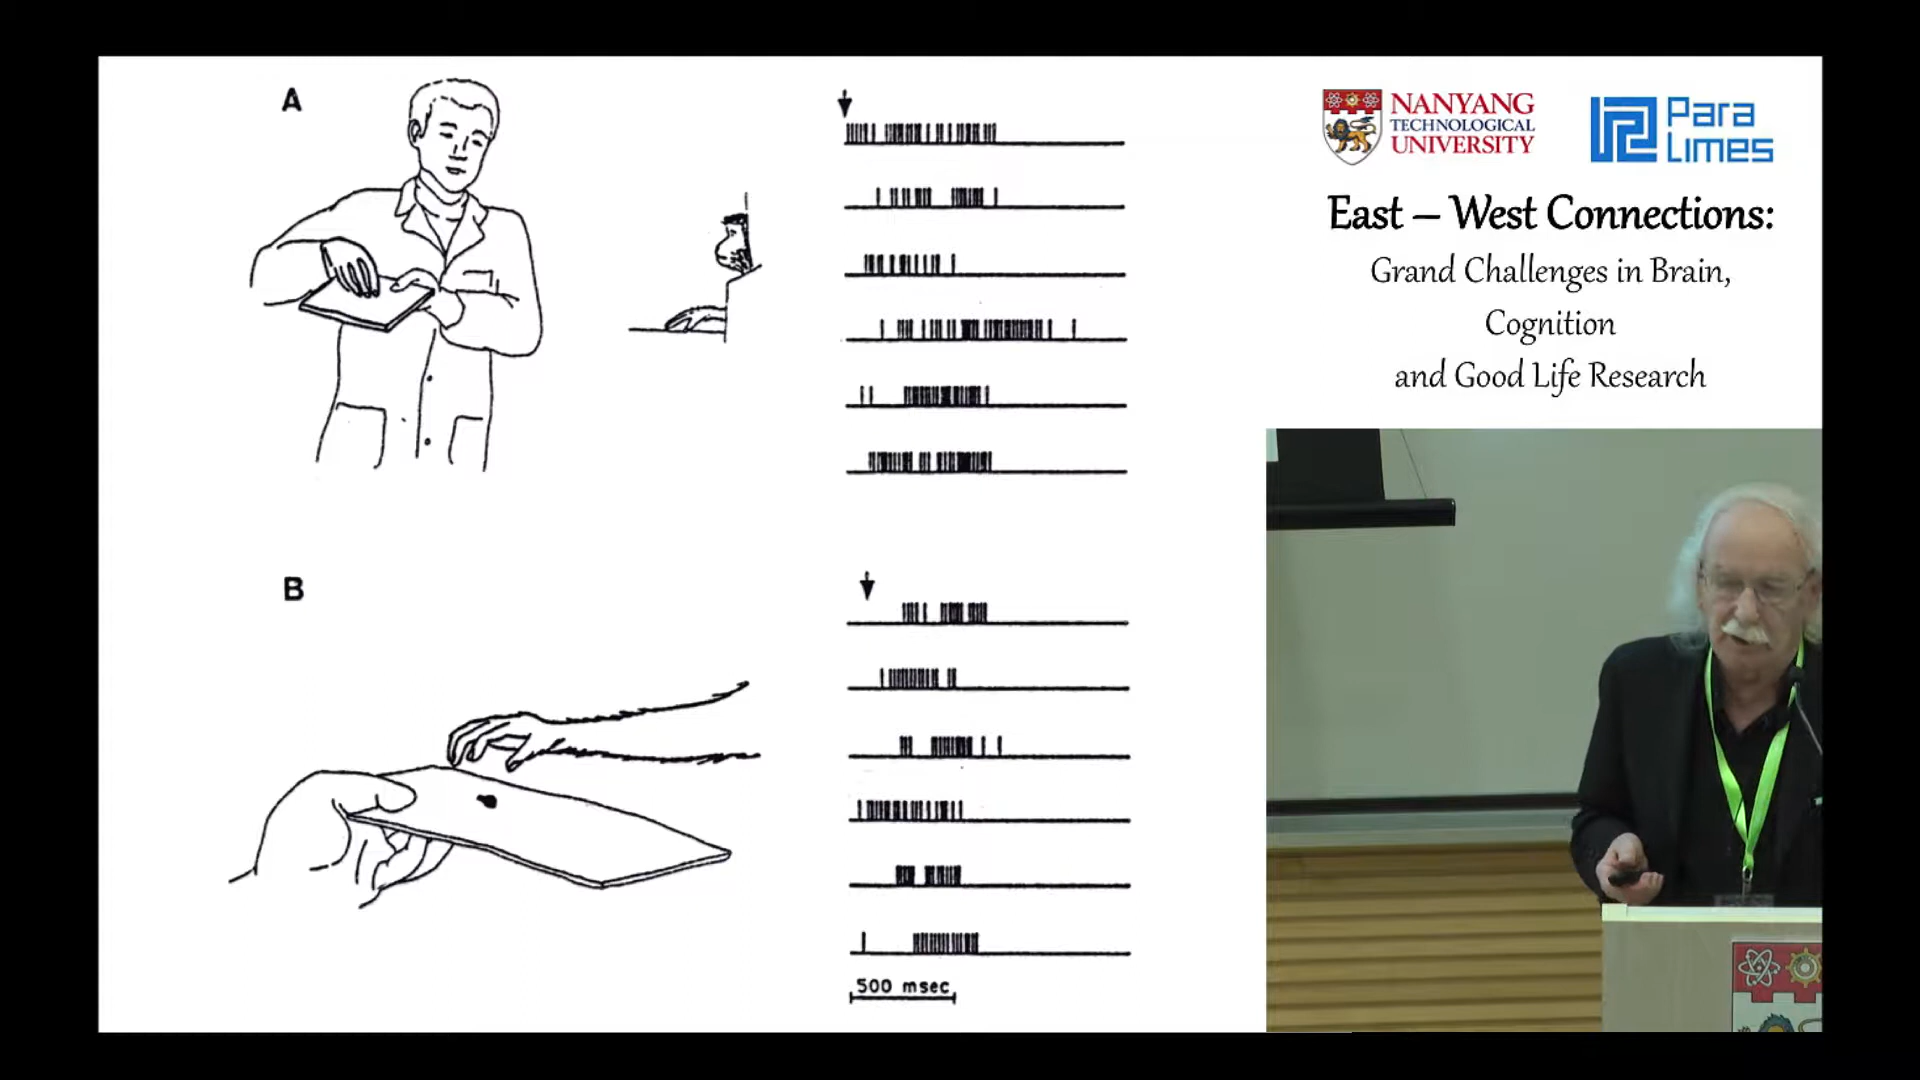 A
B
500 msec
NANYANG
TECHNOLOGICAL
UNIVERSITY
Para
Limes
East – West Connections:
Grand Challenges in Brain,
Cognition
and Good Life Research